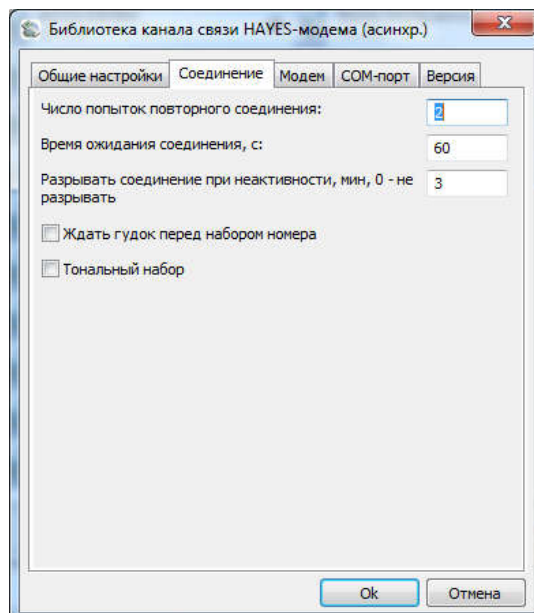 Библиотека канала связи HAYES-модема (асинхр.)
Общие настройки Соединение Модем COM-порт Версия
Число попыток повторного соединения: 2
Время ожидания соединения, с: 60
Разрывать соединение при неактивности, мин, 0 - не 3
разрывать
Ждать гудок перед набором номера
Тональный набор
Ok Отмена